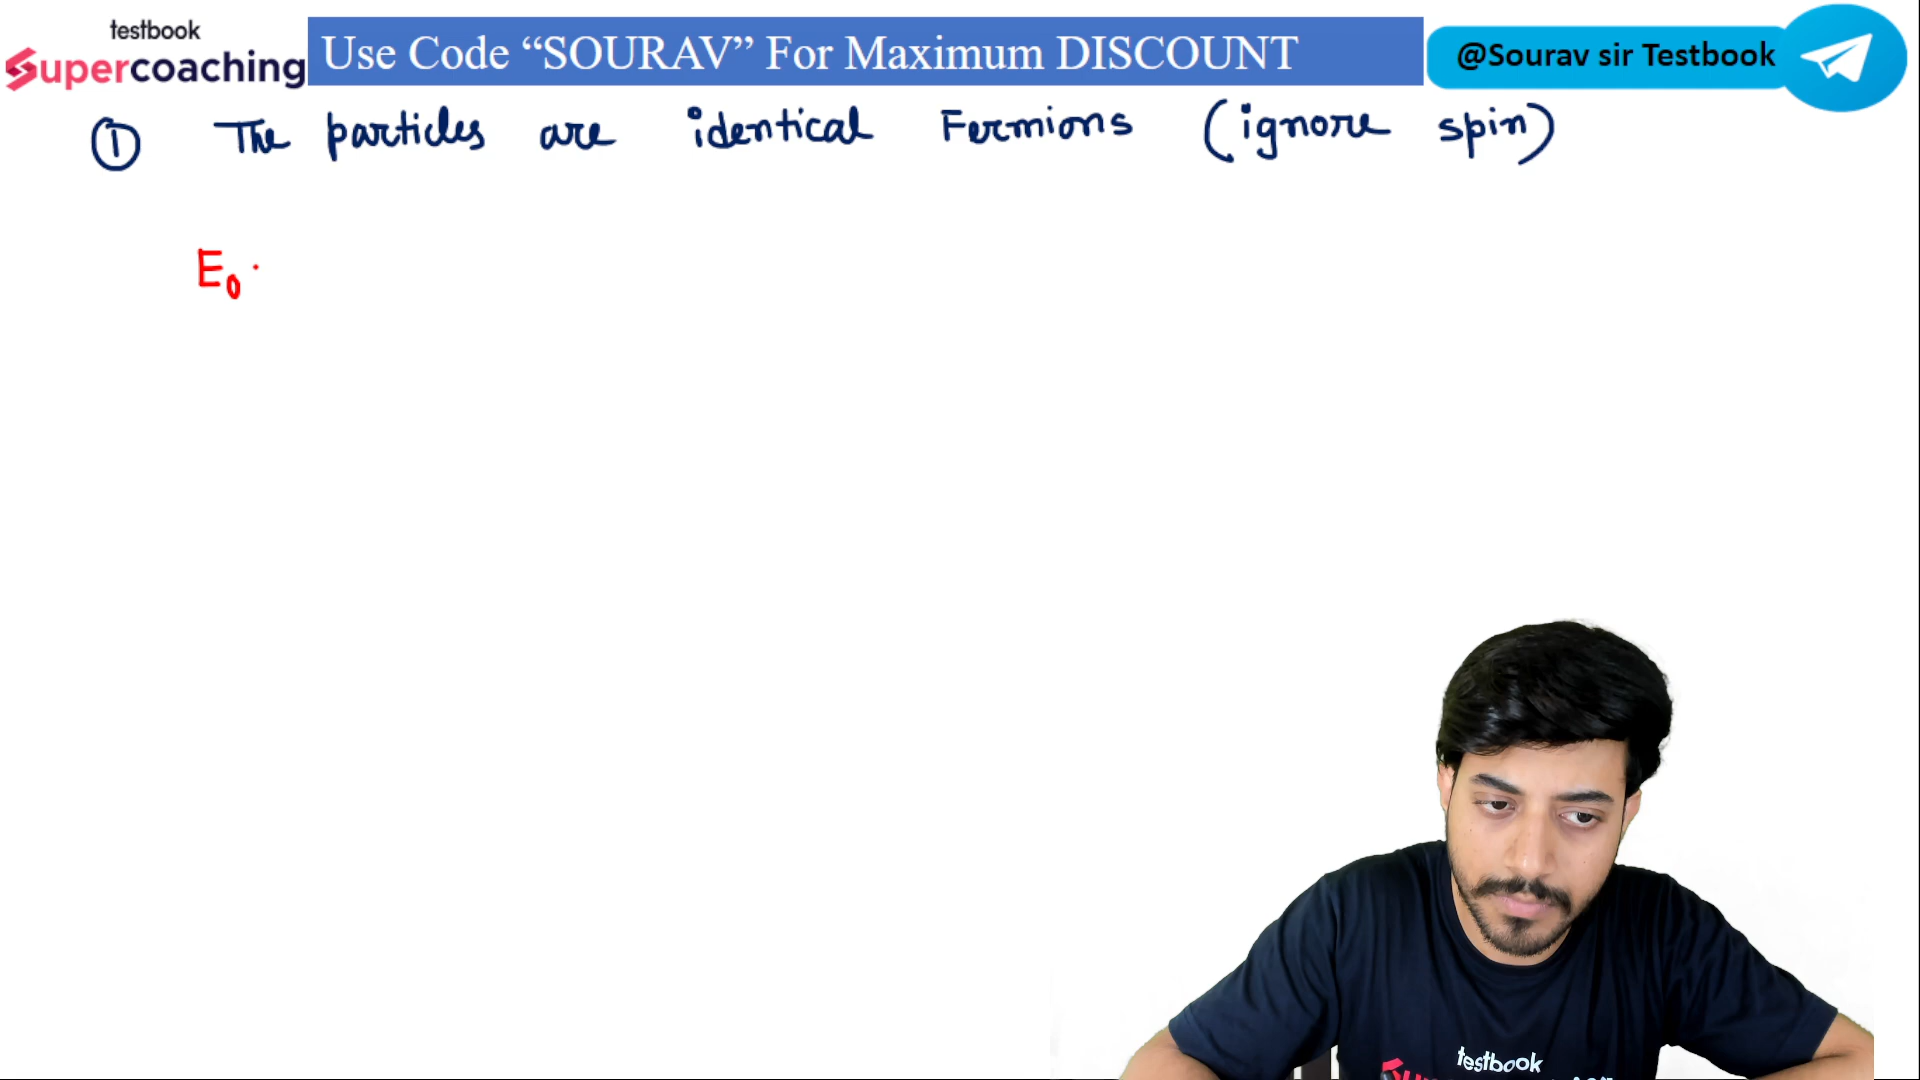 testbook
Supercoaching
Use Code “SOURAV” For Maximum DISCOUNT
@Sourav sir Testbook
① The particles are identical Fermions (ignore spin)
E₀
testbook